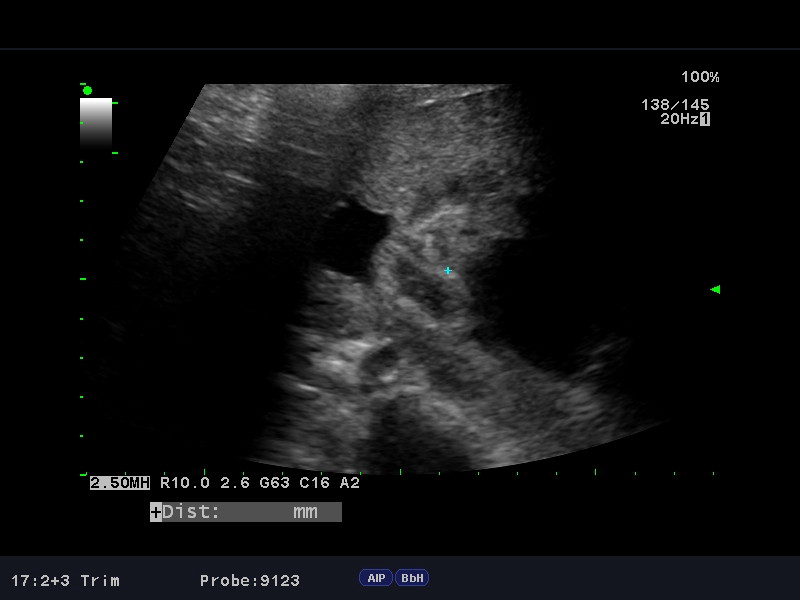 100%
138/145
20Hz1
2.50MH R10.0 2.6 G63 C16 A2
+Dist: mm
17:2+3 Trim Probe:9123 AIP BbH